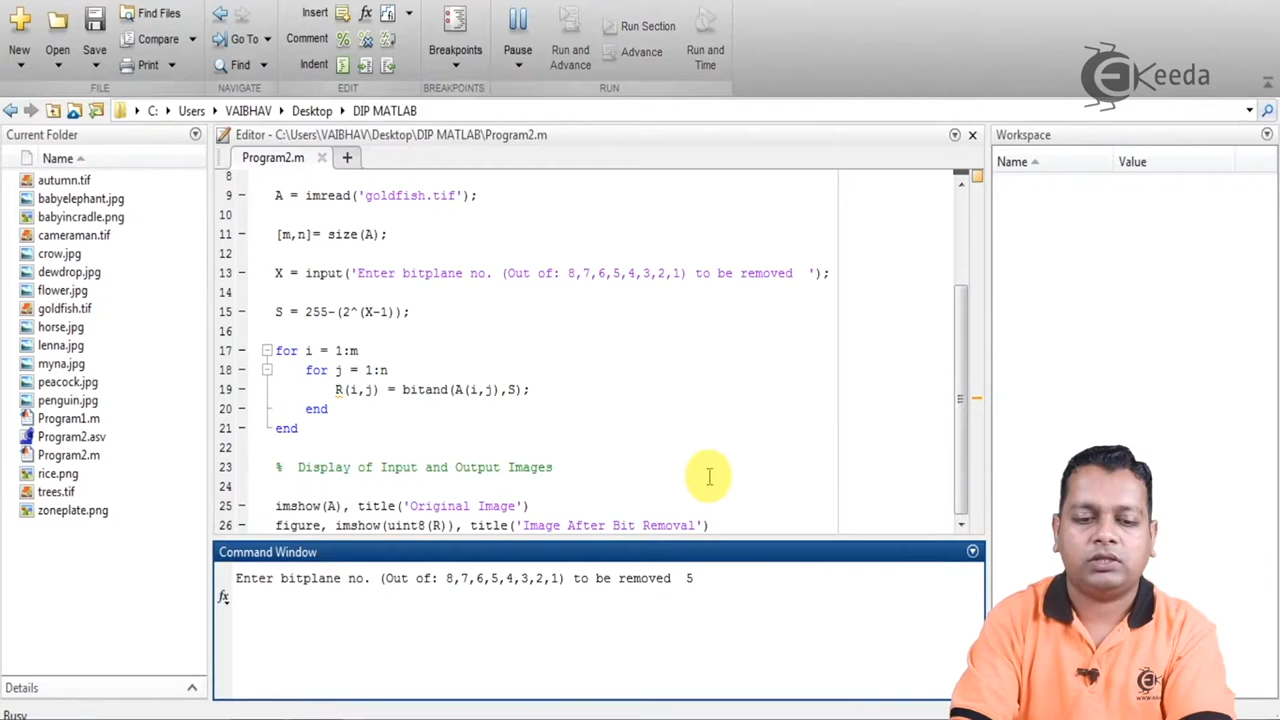 New
Open
Save
Find Files
Compare
Print
FILE
Go To
Find
NAVIGATE
Insert
fx
Comment
%
Indent
EDIT
Breakpoints
BREAKPOINTS
Pause
Run and Advance
Run Section
Advance
Run and Time
RUN
EKeeda
C: Users VAIBHAV Desktop DIP MATLAB
Current Folder
Name
autumn.tif
babyelephant.jpg
babyincradle.png
cameraman.tif
crow.jpg
dewdrop.jpg
flower.jpg
goldfish.tif
horse.jpg
lenna.jpg
myna.jpg
peacock.jpg
penguin.jpg
Program1.m
Program2.asv
Program2.m
rice.png
trees.tif
zoneplate.png
Details
Busy
Editor - C:\Users\VAIBHAV\Desktop\DIP MATLAB\Program2.m
Program2.m
8
9 A = imread('goldfish.tif');
10
11 [m,n]= size(A);
12
13 X = input('Enter bitplane no. (Out of: 8,7,6,5,4,3,2,1) to be removed  ');
14
15 S = 255-(2^(X-1));
16
17 for i = 1:m
18 for j = 1:n
19 R(i,j) = bitand(A(i,j),S);
20 end
21 end
22
23 %  Display of Input and Output Images
24
25 imshow(A), title('Original Image')
26 figure, imshow(uint8(R)), title('Image After Bit Removal')
Command Window
Enter bitplane no. (Out of: 8,7,6,5,4,3,2,1) to be removed  5
fx
Workspace
Name Value